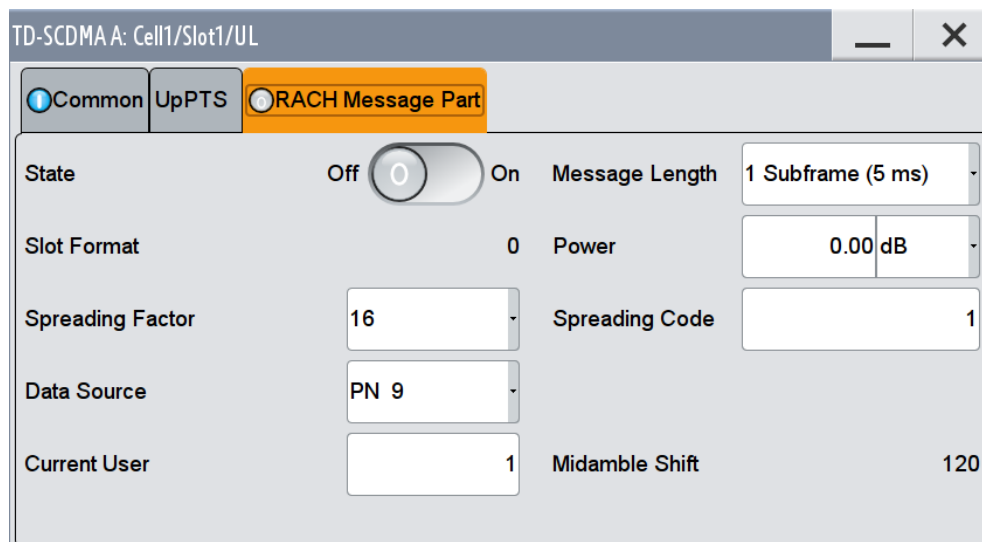 TD-SCDMA A: Cell1/Slot1/UL
Common UpPTS RACH Message Part
State Off 0 On Message Length 1 Subframe (5 ms)
Slot Format 0 Power 0.00 dB
Spreading Factor 16 Spreading Code 1
Data Source PN 9
Current User 1 Midamble Shift 120